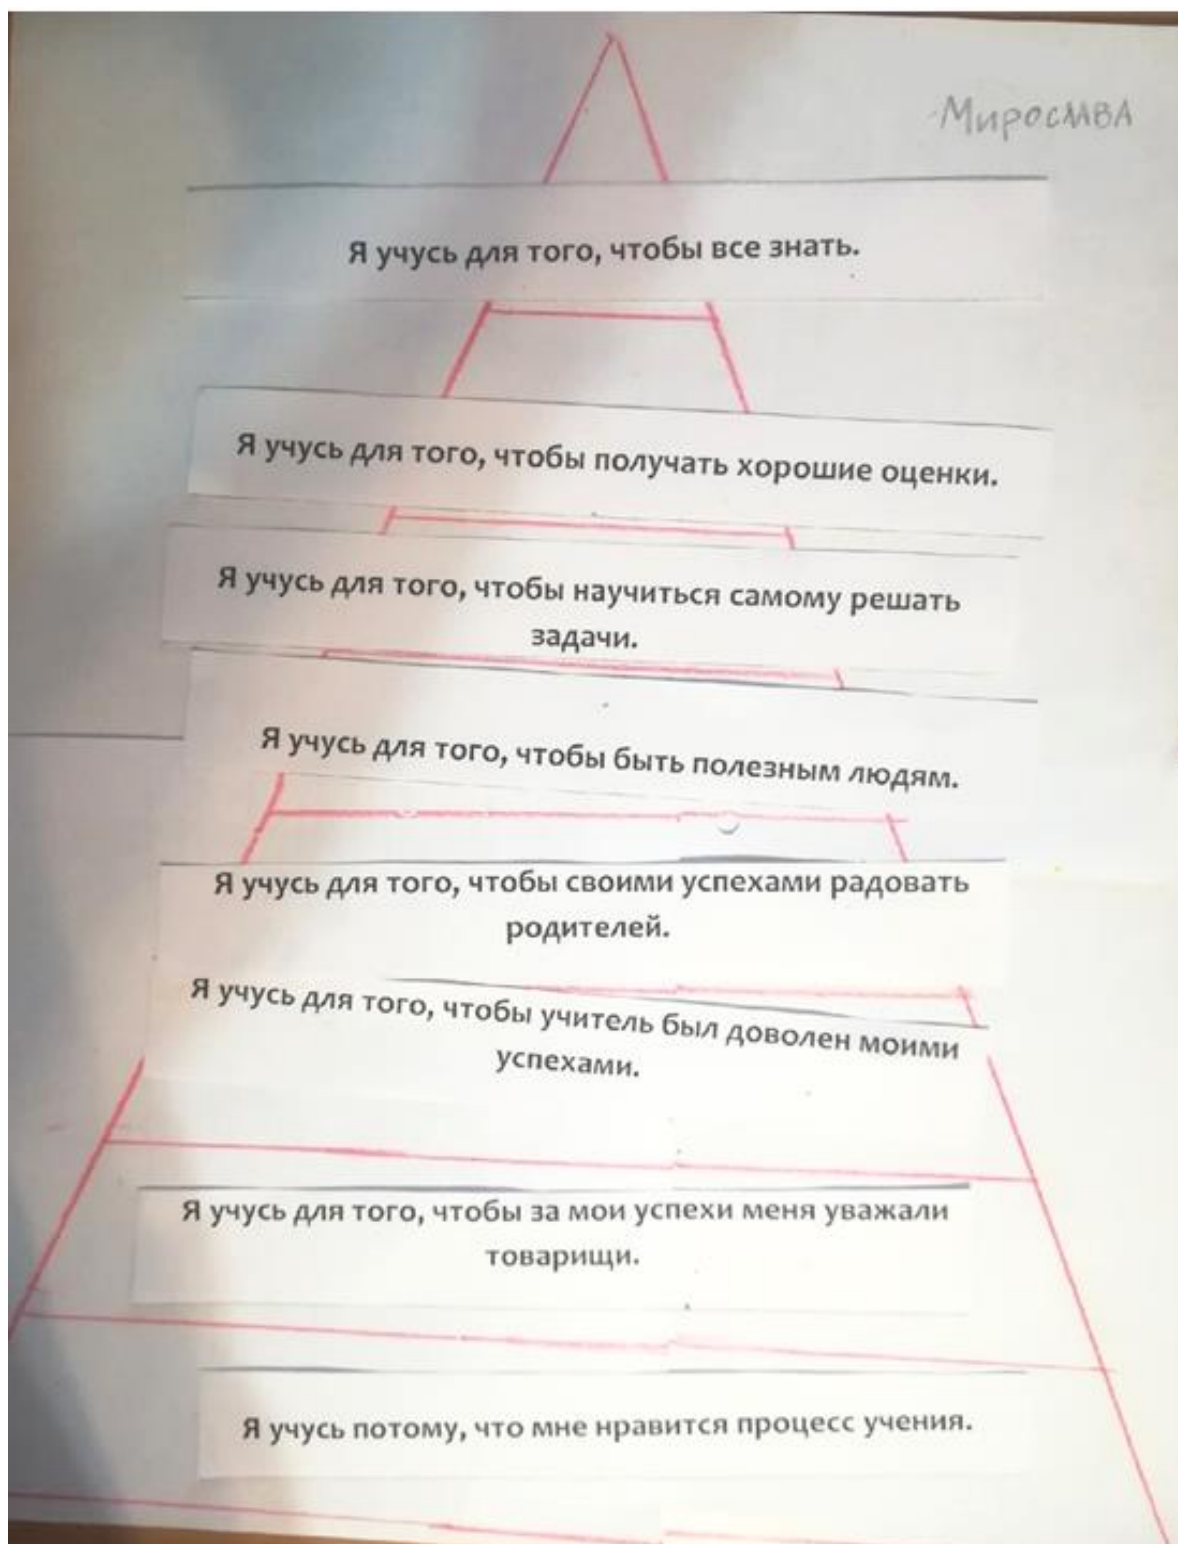 Мирослава
Я учусь для того, чтобы все знать.
Я учусь для того, чтобы получать хорошие оценки.
Я учусь для того, чтобы научиться самому решать
задачи.
Я учусь для того, чтобы быть полезным людям.
Я учусь для того, чтобы своими успехами радовать
родителей.
Я учусь для того, чтобы учитель был доволен моими
успехами.
Я учусь для того, чтобы за мои успехи меня уважали
товарищи.
Я учусь потому, что мне нравится процесс учения.